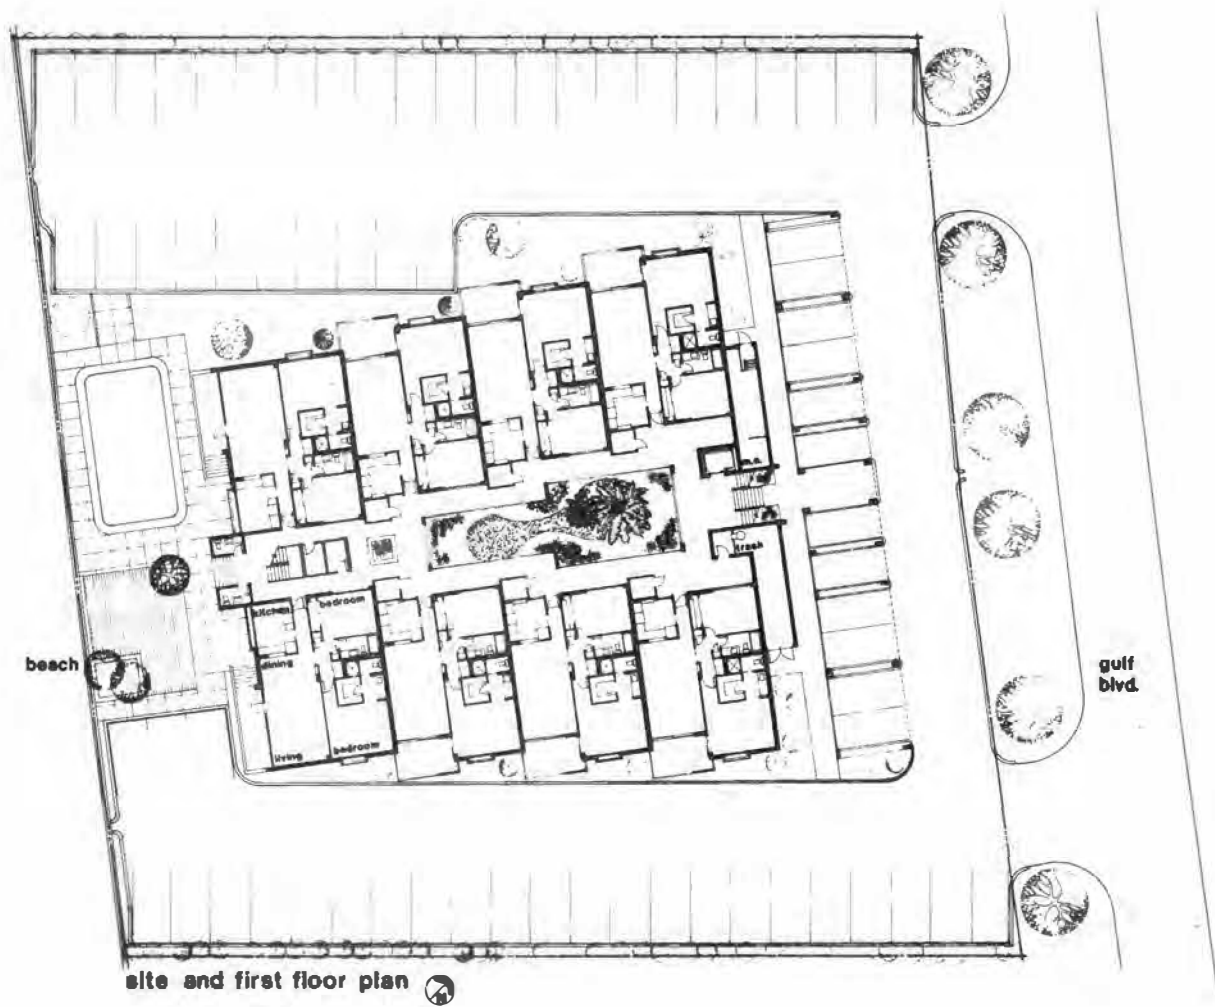 trash
kitchen
bedroom
beach
dining
gulf
blvd.
living
bedroom
site and first floor plan
N